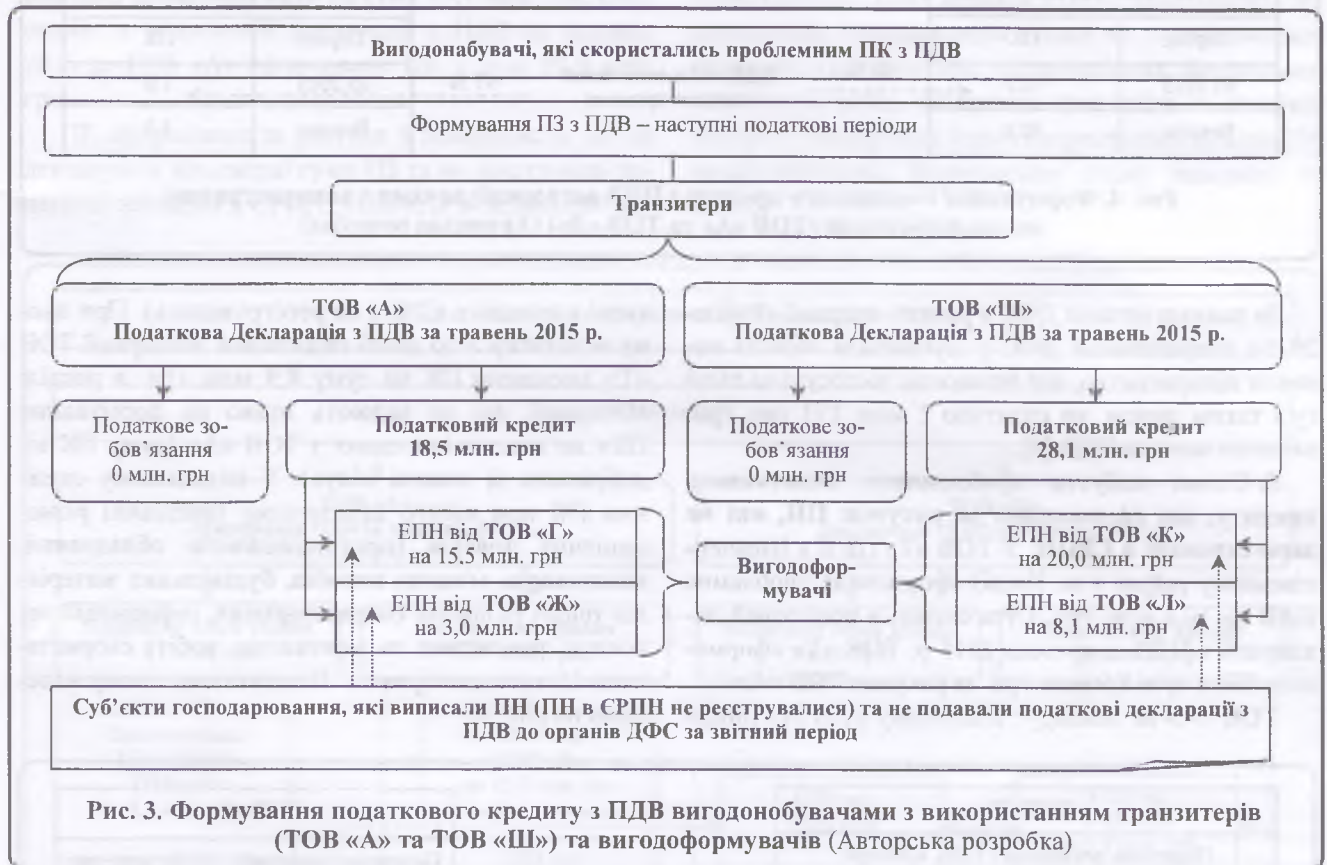 Вигодонабувачі, які скористались проблемним ПК з ПДВ
Формування ПЗ з ПДВ – наступні податкові періоди
Транзитери
ТОВ «А»
Податкова Декларація з ПДВ за травень 2015 р.
ТОВ «Ш»
Податкова Декларація з ПДВ за травень 2015 р.
Податкове зо-
бов’язання
0 млн. грн
Податковий кредит
18,5 млн. грн
Податкове зо-
бов’язання
0 млн. грн
Податковий кредит
28,1 млн. грн
ЕПН від ТОВ «Г»
на 15,5 млн. грн
ЕПН від ТОВ «Ж»
на 3,0 млн. грн
Вигодофор-
мувачі
ЕПН від ТОВ «К»
на 20,0 млн. грн
ЕПН від ТОВ «Л»
на 8,1 млн. грн
Суб’єкти господарювання, які виписали ПН (ПН в ЄРПН не реєструвалися) та не подавали податкові декларації з
ПДВ до органів ДФС за звітний період
Рис. 3. Формування податкового кредиту з ПДВ вигодонобувачами з використанням транзитерів
(ТОВ «А» та ТОВ «Ш») та вигодоформувачів (Авторська розробка)